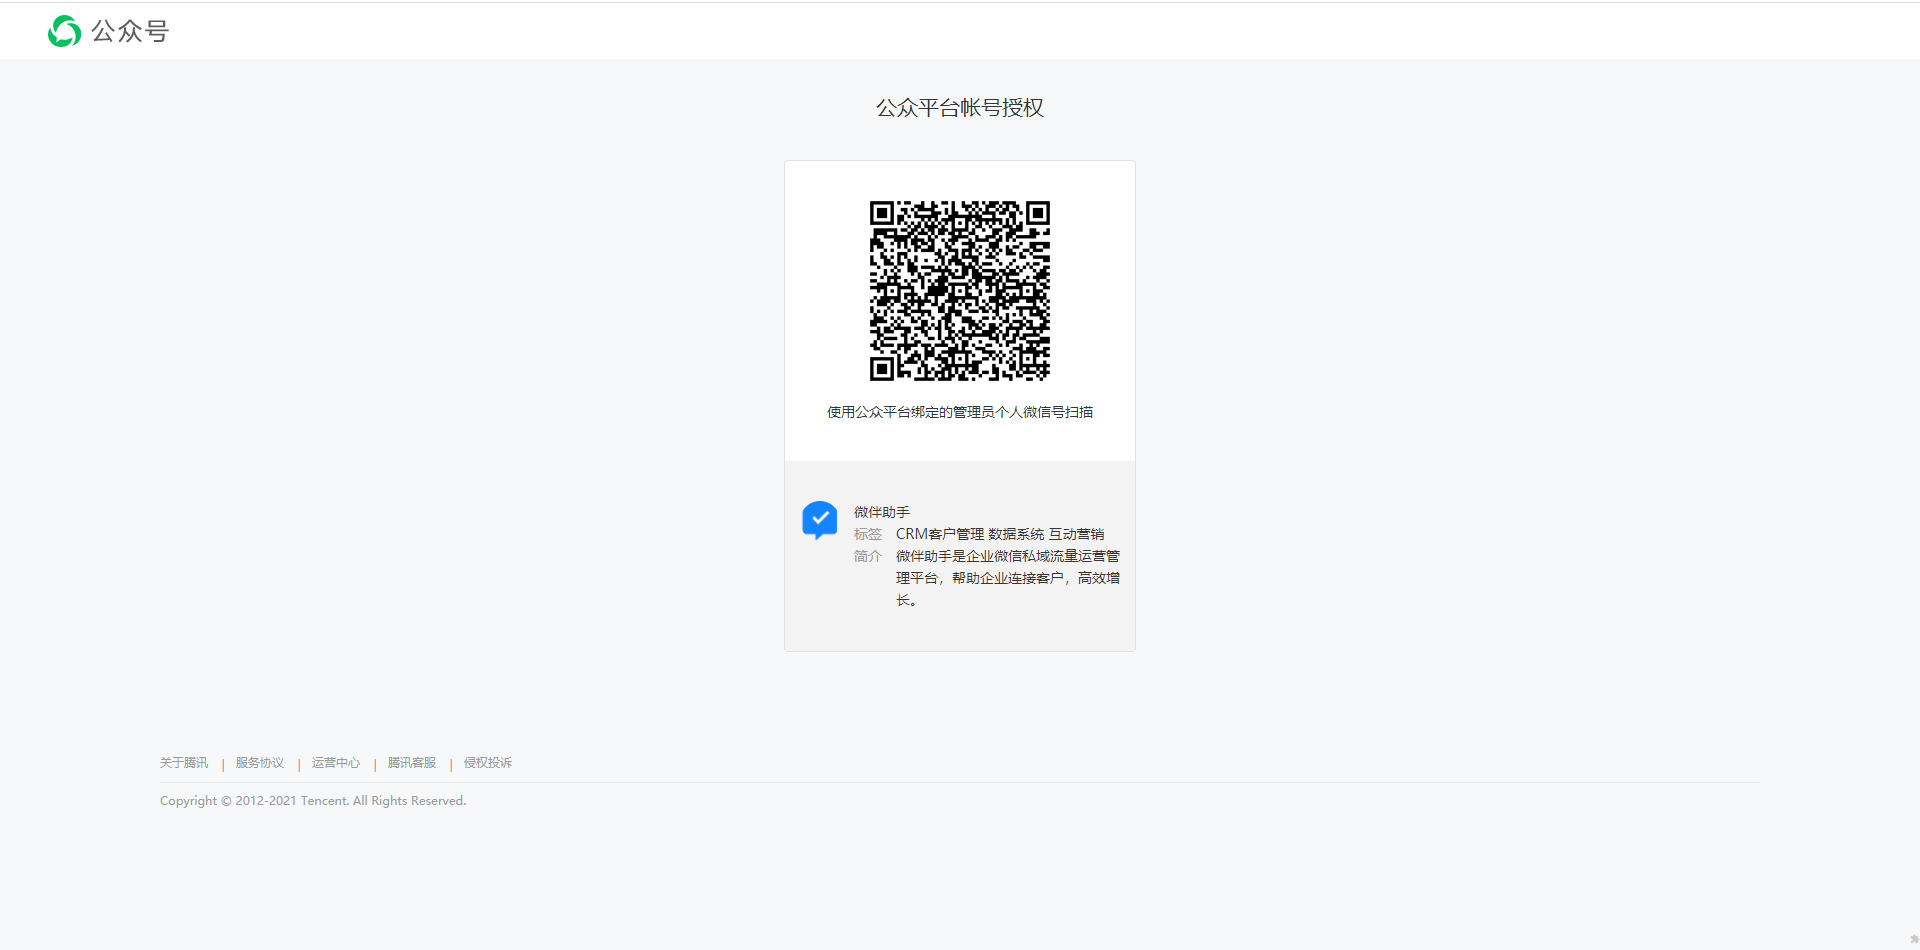 公众号
公众平台帐号授权
使用公众平台绑定的管理员个人微信号扫描
微伴助手
标签 CRM客户管理 数据系统 互动营销
简介 微伴助手是企业微信私域流量运营管
理平台，帮助企业连接客户，高效增
长。
关于腾讯 | 服务协议 | 运营中心 | 腾讯客服 | 侵权投诉
Copyright © 2012-2021 Tencent. All Rights Reserved.